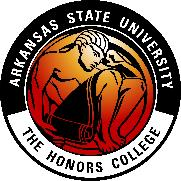 ARKANSAS STATE UNIVERSITY
THE HONORS COLLEGE